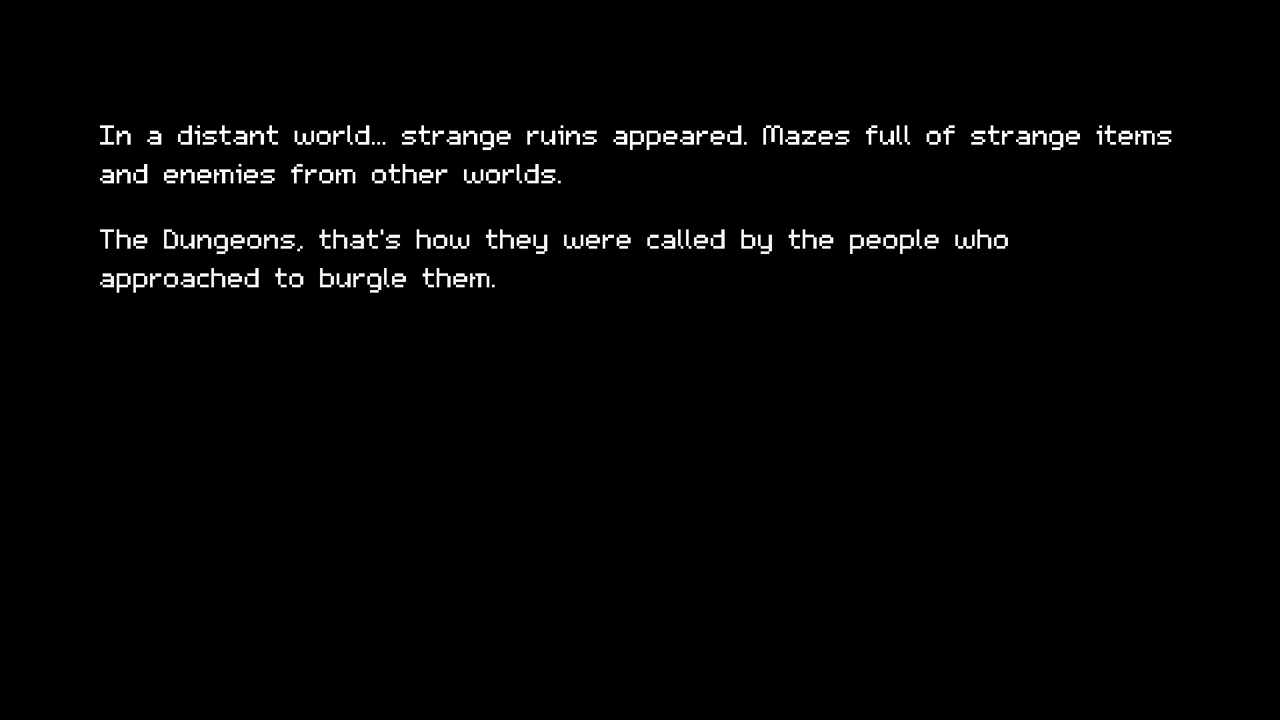 In a distant world... strange ruins appeared. Mazes full of strange items
and enemies from other worlds.
The Dungeons, that's how they were called by the people who
approached to burgle them.